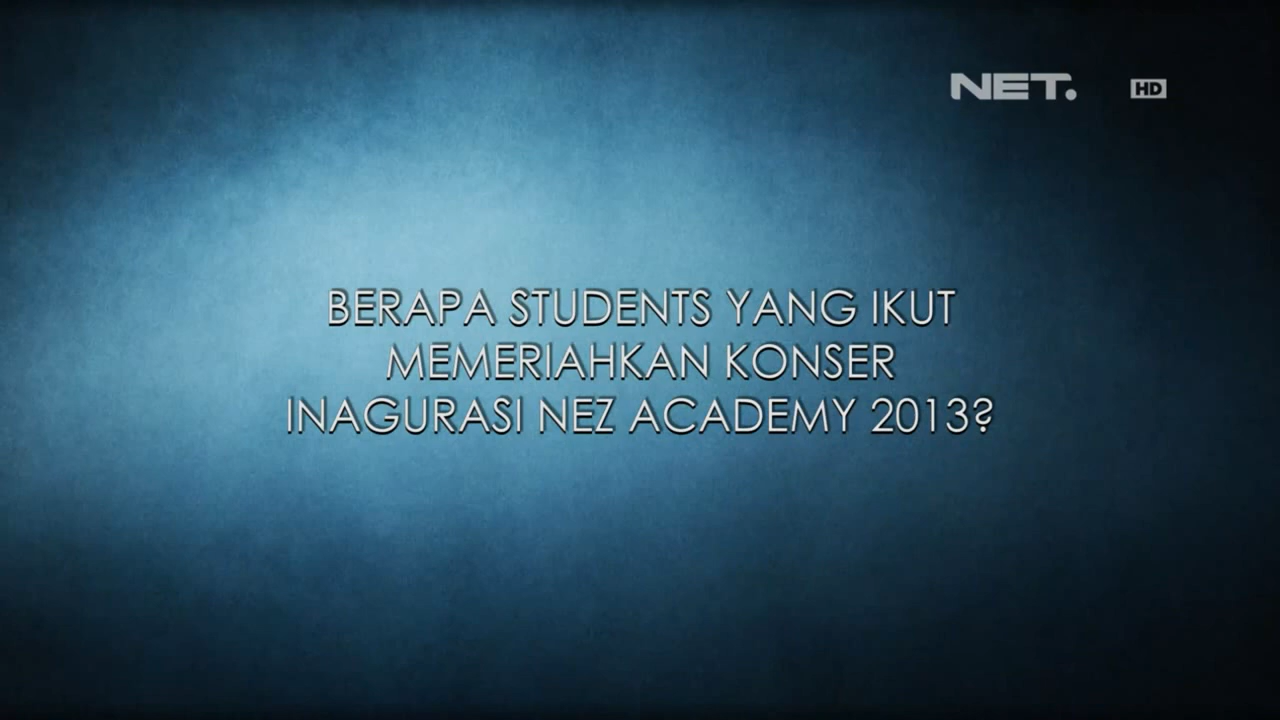 NET.
HD
BERAPA STUDENTS YANG IKUT
MEMERIAHKAN KONSER
INAGURASI NEZ ACADEMY 2013?